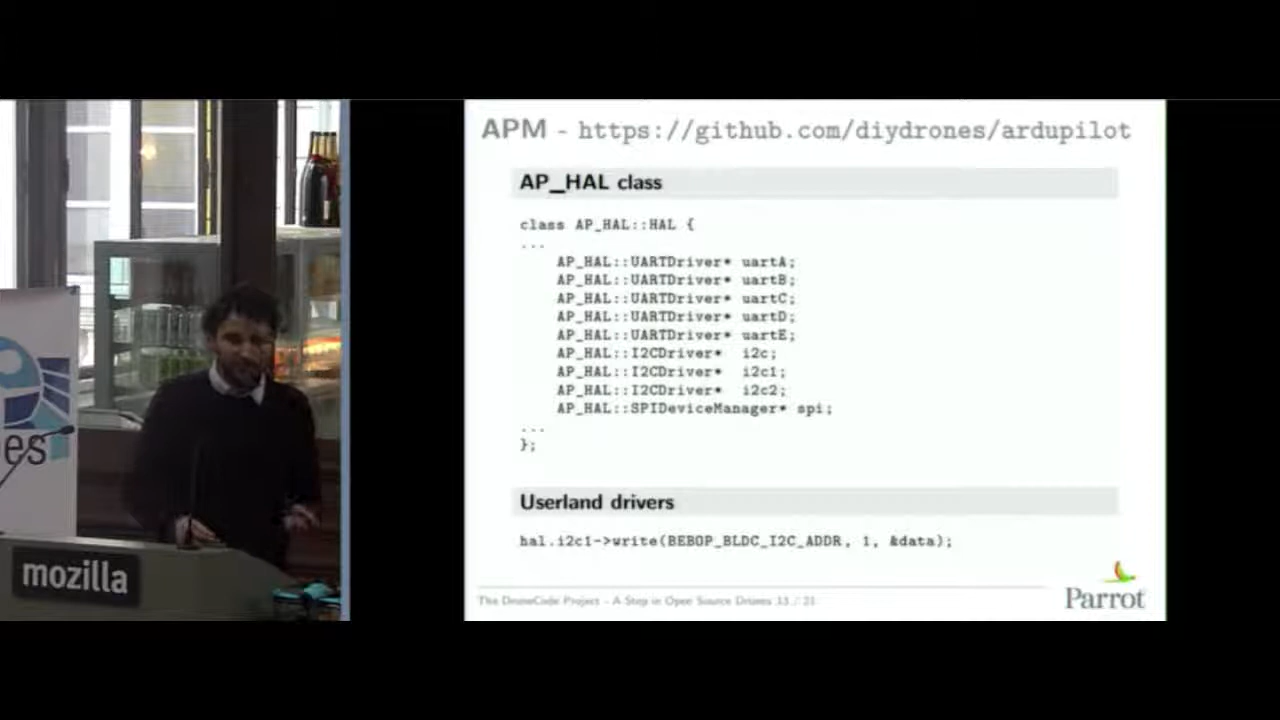 APM - https://github.com/diydrones/ardupilot
AP_HAL class
class AP_HAL::HAL {
...
AP_HAL::UARTDriver* uartA;
AP_HAL::UARTDriver* uartB;
AP_HAL::UARTDriver* uartC;
AP_HAL::UARTDriver* uartD;
AP_HAL::UARTDriver* uartE;
AP_HAL::I2CDriver* i2c;
AP_HAL::I2CDriver* i2c1;
AP_HAL::I2CDriver* i2c2;
AP_HAL::SPIDeviceManager* spi;
...
};
Userland drivers
hal.i2c1->write(BEBOP_BLDC_I2C_ADDR, 1, &data);
The DroneCode Project - A Step in Open Source Drones 13 / 21
Parrot
es
mozilla